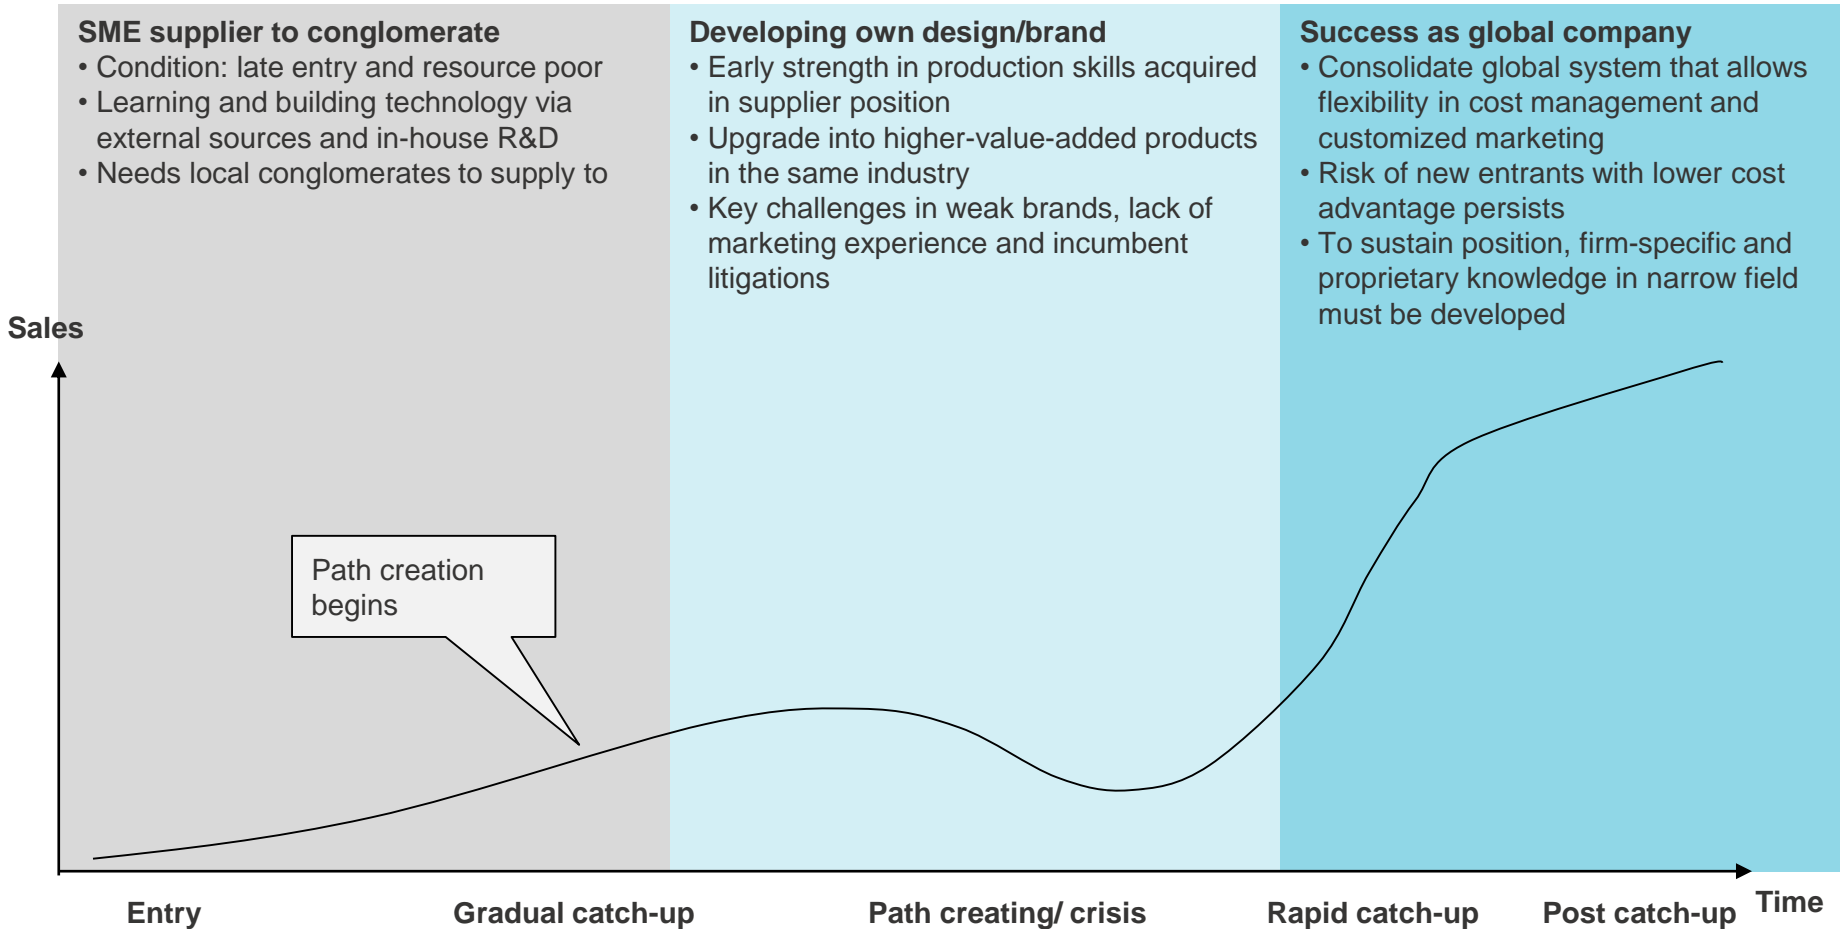 SME supplier to conglomerate
• Condition: late entry and resource poor
• Learning and building technology via
external sources and in-house R&D
• Needs local conglomerates to supply to
Developing own design/brand
• Early strength in production skills acquired
in supplier position
• Upgrade into higher-value-added products
in the same industry
• Key challenges in weak brands, lack of
marketing experience and incumbent
litigations
Success as global company
• Consolidate global system that allows
flexibility in cost management and
customized marketing
• Risk of new entrants with lower cost
advantage persists
• To sustain position, firm-specific and
proprietary knowledge in narrow field
must be developed
Sales
Path creation
begins
Entry
Gradual catch-up
Path creating/ crisis
Rapid catch-up
Post catch-up
Time